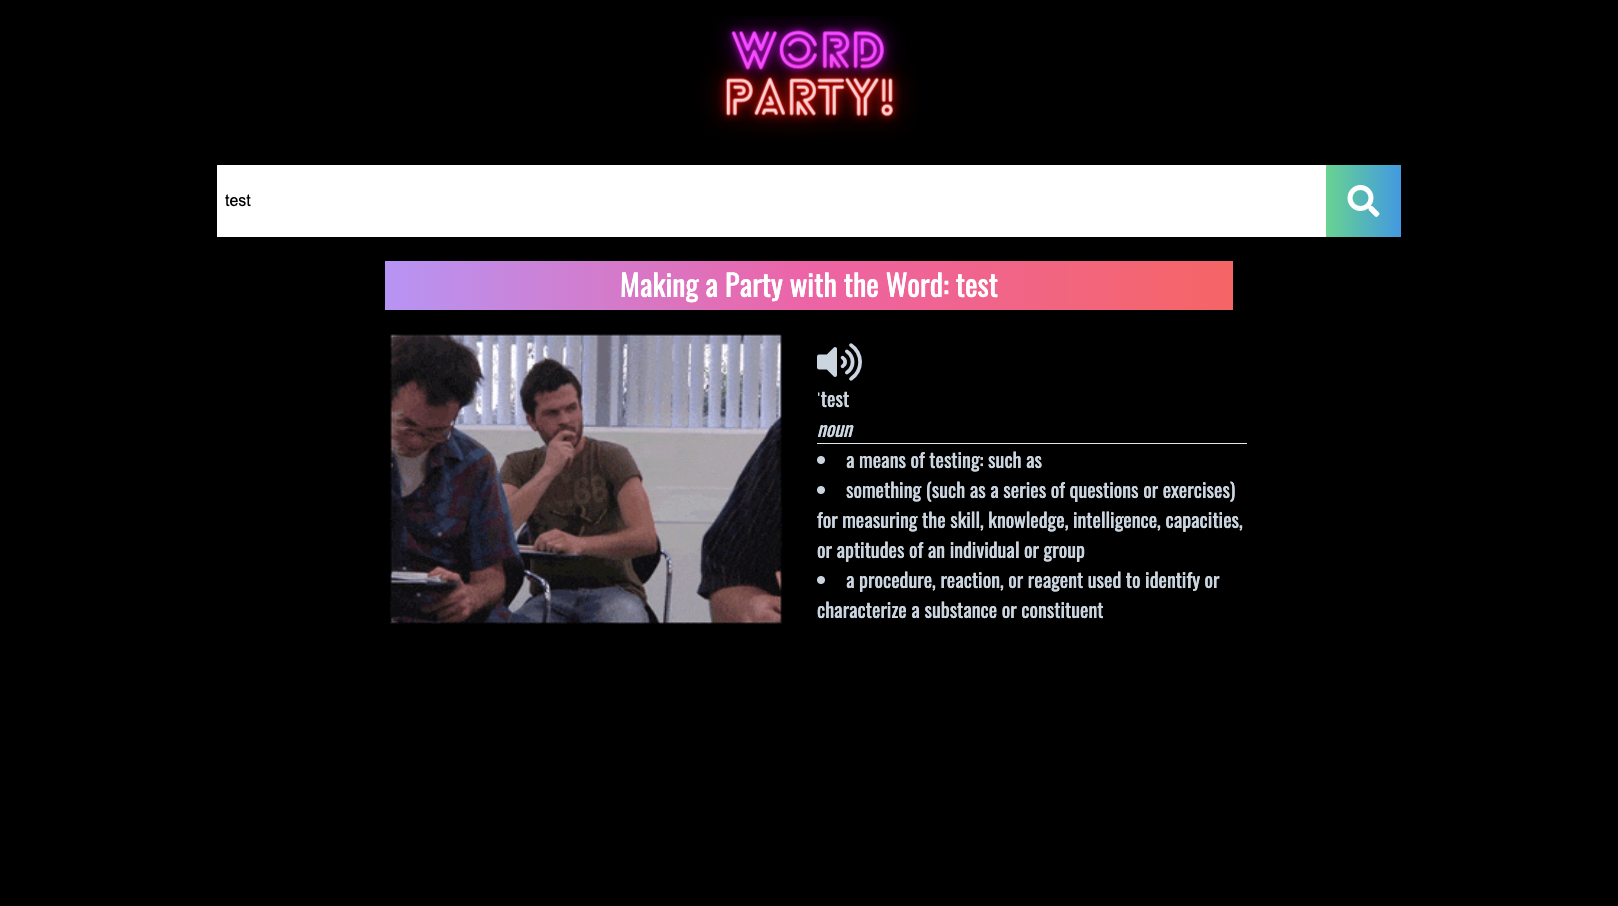 WORD
PARTY!
test
Making a Party with the Word: test
ˈtest
noun
a means of testing: such as
something (such as a series of questions or exercises)
for measuring the skill, knowledge, intelligence, capacities,
or aptitudes of an individual or group
a procedure, reaction, or reagent used to identify or
characterize a substance or constituent
68